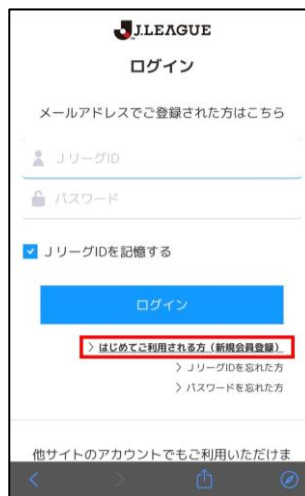 J.LEAGUE
ログイン
メールアドレスでご登録された方はこちら
JリーグID
パスワード
JリーグIDを記憶する
ログイン
> はじめてご利用される方（新規会員登録）
> JリーグIDを忘れた方
> パスワードを忘れた方
他サイトのアカウントでもご利用いただけま